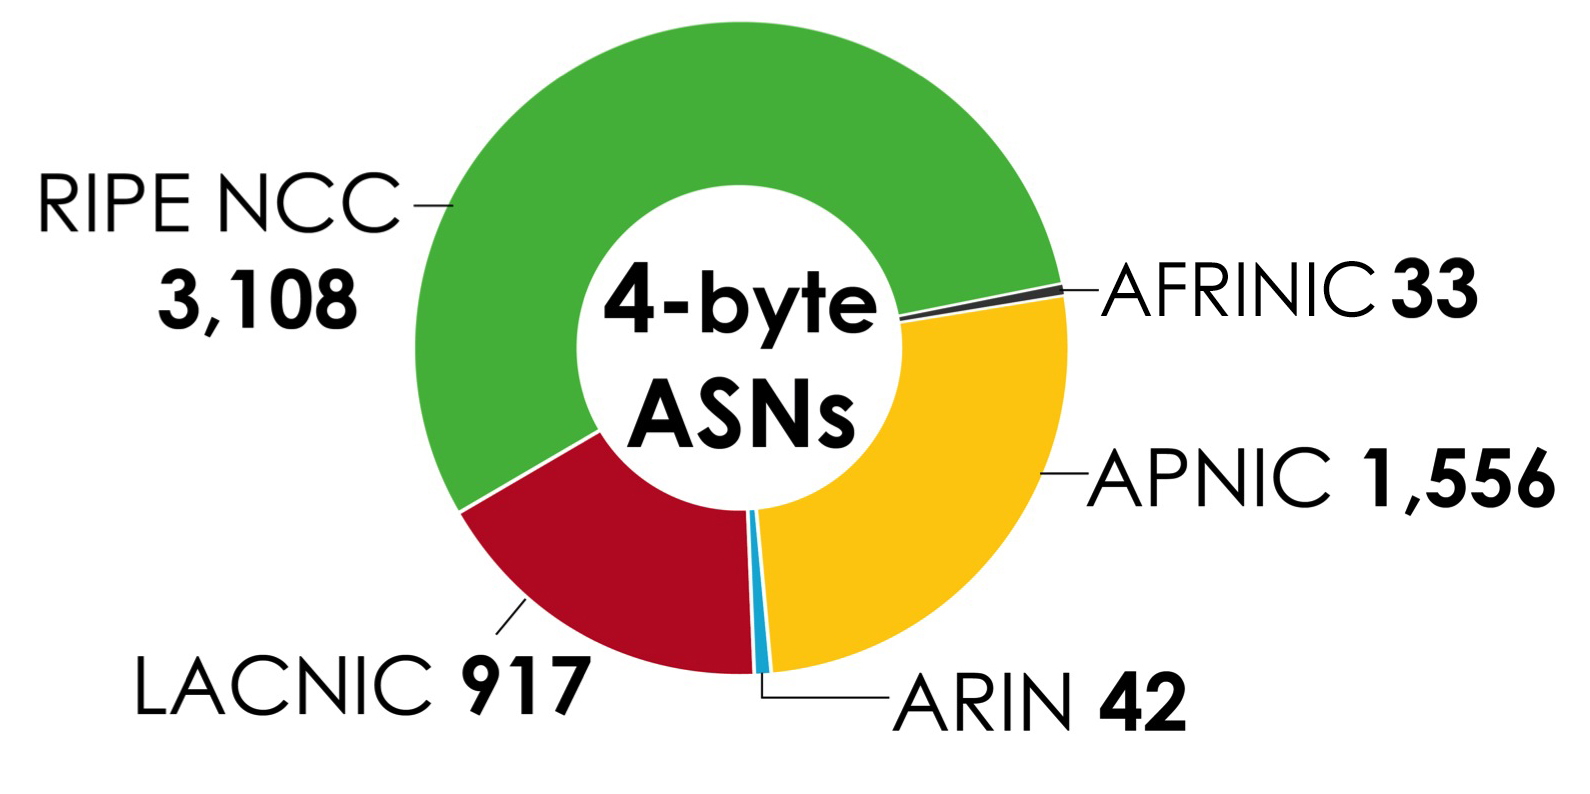 RIPE NCC
3,108
4-byte
ASNs
AFRINIC 33
APNIC 1,556
LACNIC 917
ARIN 42